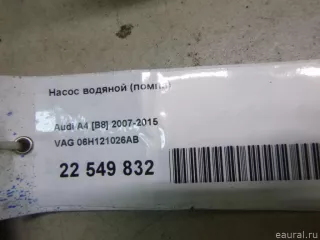 Насос водяной (помпа)
Audi A4 [B8] 2007-2015
VAG 06H121026AB
22 549 832
eaural.ru